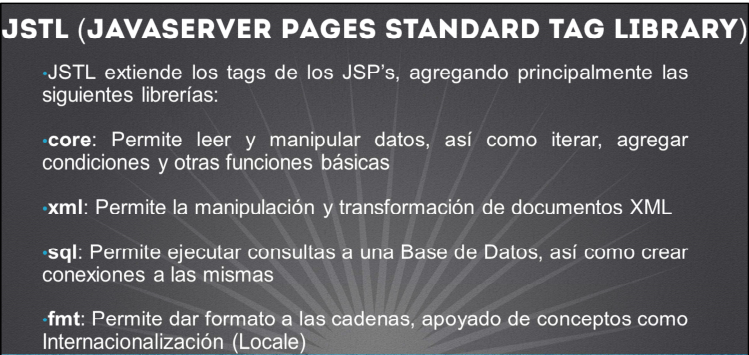 JSTL (JAVASERVER PAGES STANDARD TAG LIBRARY)
•JSTL extiende los tags de los JSP's, agregando principalmente las
siguientes librerías:
•core: Permite leer y manipular datos, así como iterar, agregar
condiciones y otras funciones básicas
•xml: Permite la manipulación y transformación de documentos XML
•sql: Permite ejecutar consultas a una Base de Datos, así como crear
conexiones a las mismas
•fmt: Permite dar formato a las cadenas, apoyado de conceptos como
Internacionalización (Locale)